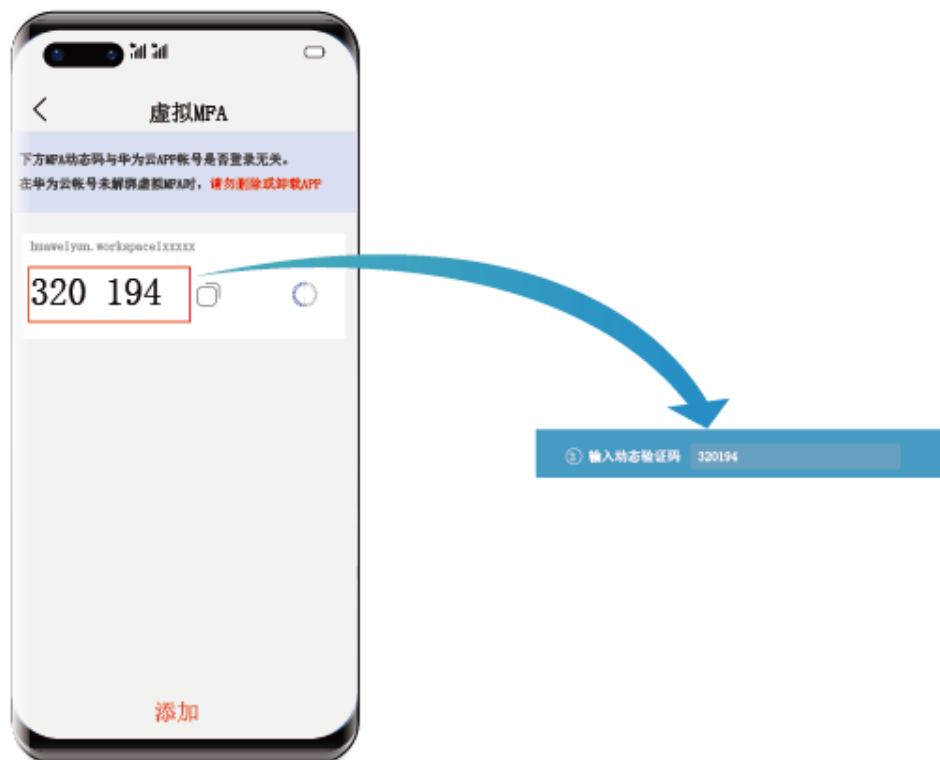 虚拟MFA
下方MFA动态码与华为云APP帐号是否登录无关。
在华为云帐号未解绑虚拟MFA时，请勿删除或卸载APP
huaweiyun.workspacelxxxxx
320 194
③ 输入动态验证码 320194
添加